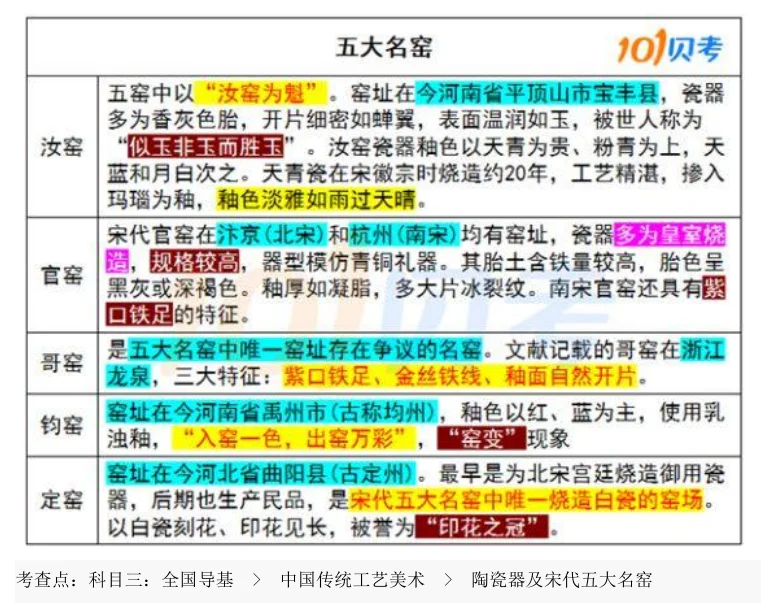 五大名窑
101贝考
汝窑
五窑中以“汝窑为魁”。窑址在今河南省平顶山市宝丰县，瓷器
多为香灰色胎，开片细密如蝉翼，表面温润如玉，被世人称为
“似玉非玉而胜玉”。汝窑瓷器釉色以天青为贵、粉青为上，天
蓝和月白次之。天青瓷在宋徽宗时烧造约20年，工艺精湛，掺入
玛瑙为釉，釉色淡雅如雨过天晴。
官窑
宋代官窑在汴京(北宋)和杭州(南宋)均有窑址，瓷器多为皇室烧
造，规格较高，器型模仿青铜礼器。其胎土含铁量较高，胎色呈
黑灰或深褐色。釉厚如凝脂，多大片冰裂纹。南宋官窑还具有紫
口铁足的特征。
哥窑
是五大名窑中唯一窑址存在争议的名窑。文献记载的哥窑在浙江
龙泉，三大特征：紫口铁足、金丝铁线、釉面自然开片。
钧窑
窑址在今河南省禹州市(古称均州)，釉色以红、蓝为主，使用乳
浊釉，“入窑一色，出窑万彩”，“窑变”现象
定窑
窑址在今河北省曲阳县(古定州)。最早是为北宋宫廷烧造御用瓷
器，后期也生产民品，是宋代五大名窑中唯一烧造白瓷的窑场。
以白瓷刻花、印花见长，被誉为“印花之冠”。
101贝考
考查点：科目三：全国导基 > 中国传统工艺美术 > 陶瓷器及宋代五大名窑